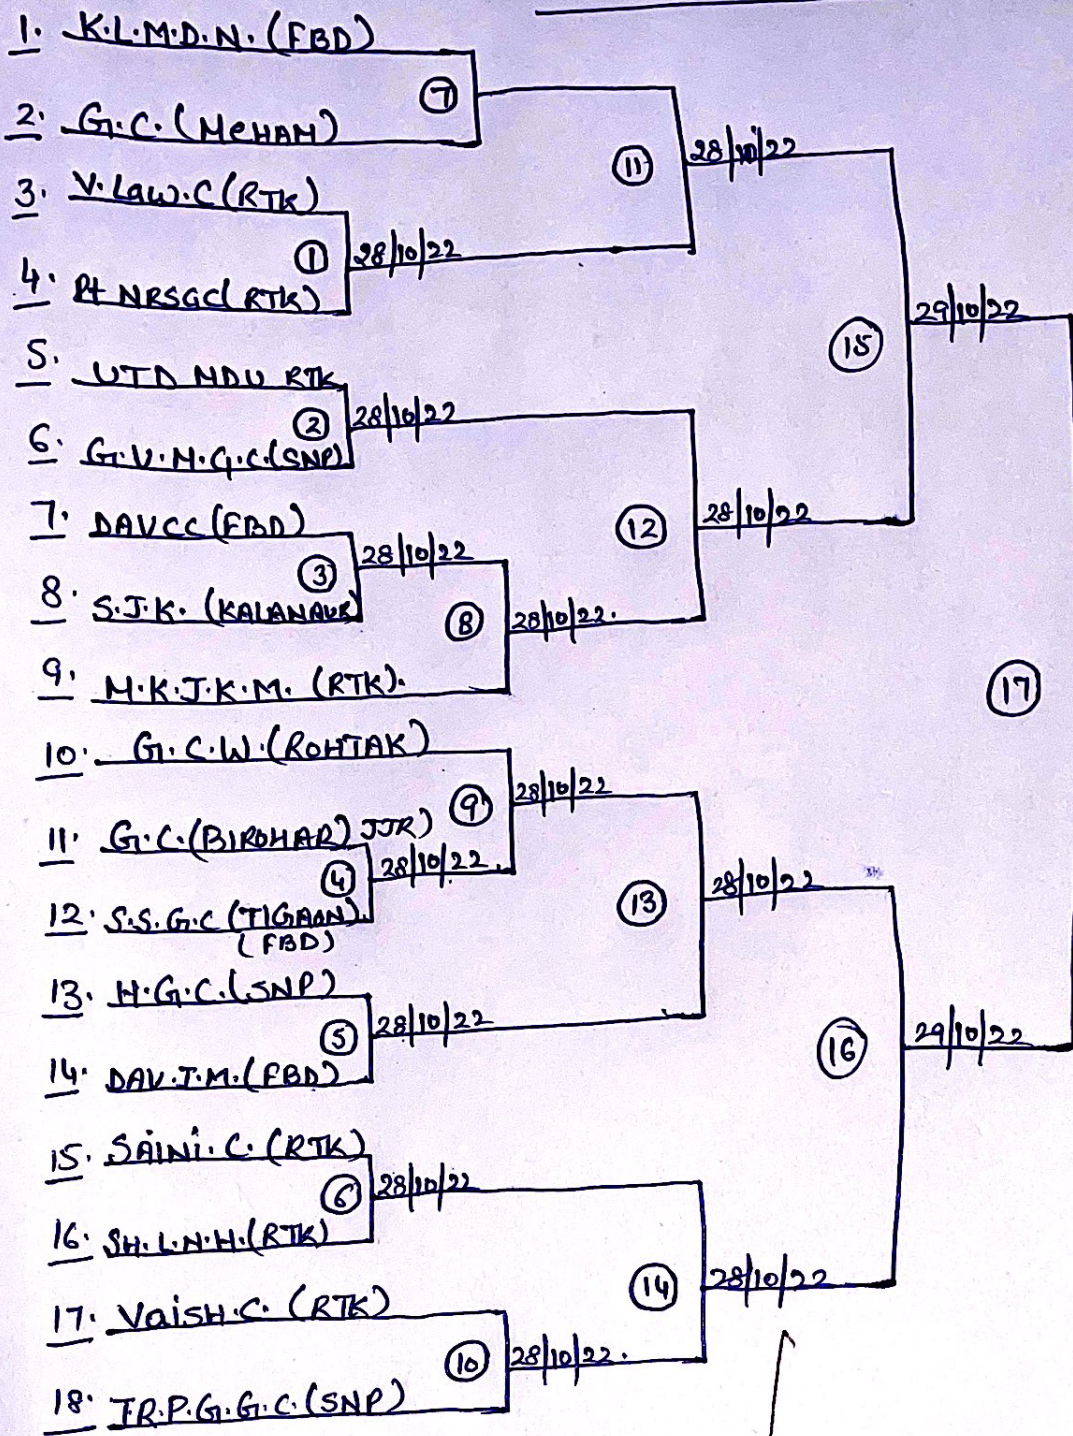 1. K.L.M.D.N. (FBD)
7
2. G.C. (MEHAM)
28/10/22
11
3. V. LAW. C (RTK)
1 28/10/22
4. Pt NRSGC( RTK)
29/10/22
15
5. UTD MDU RTK
2 28/10/22
6. G.V.M.G.C.(SNP)
7. DAVCC (FBD)
12 28/10/22
3 28/10/22
8. S.J.K. (KALANAUR)
8 28/10/22.
9. M.K.J.K.M. (RTK).
17
10. G.C.W.(ROHTAK)
9 28/10/22
11. G.C.(BIROHAR) JJR)
4 28/10/22
13 28/10/22
12. S.S.G.C (TIGAON)
(FBD)
13. H.G.C.(SNP)
5 28/10/22
16 29/10/22
14. DAV.I.M.(FBD)
15. SAINI. C. (RTK)
6 28/10/22
16. SH.L.N.H.(RTK)
14 28/10/22
17. VAISH.C. (RTK)
10 28/10/22.
18. T.R.P.G.G.C.(SNP)